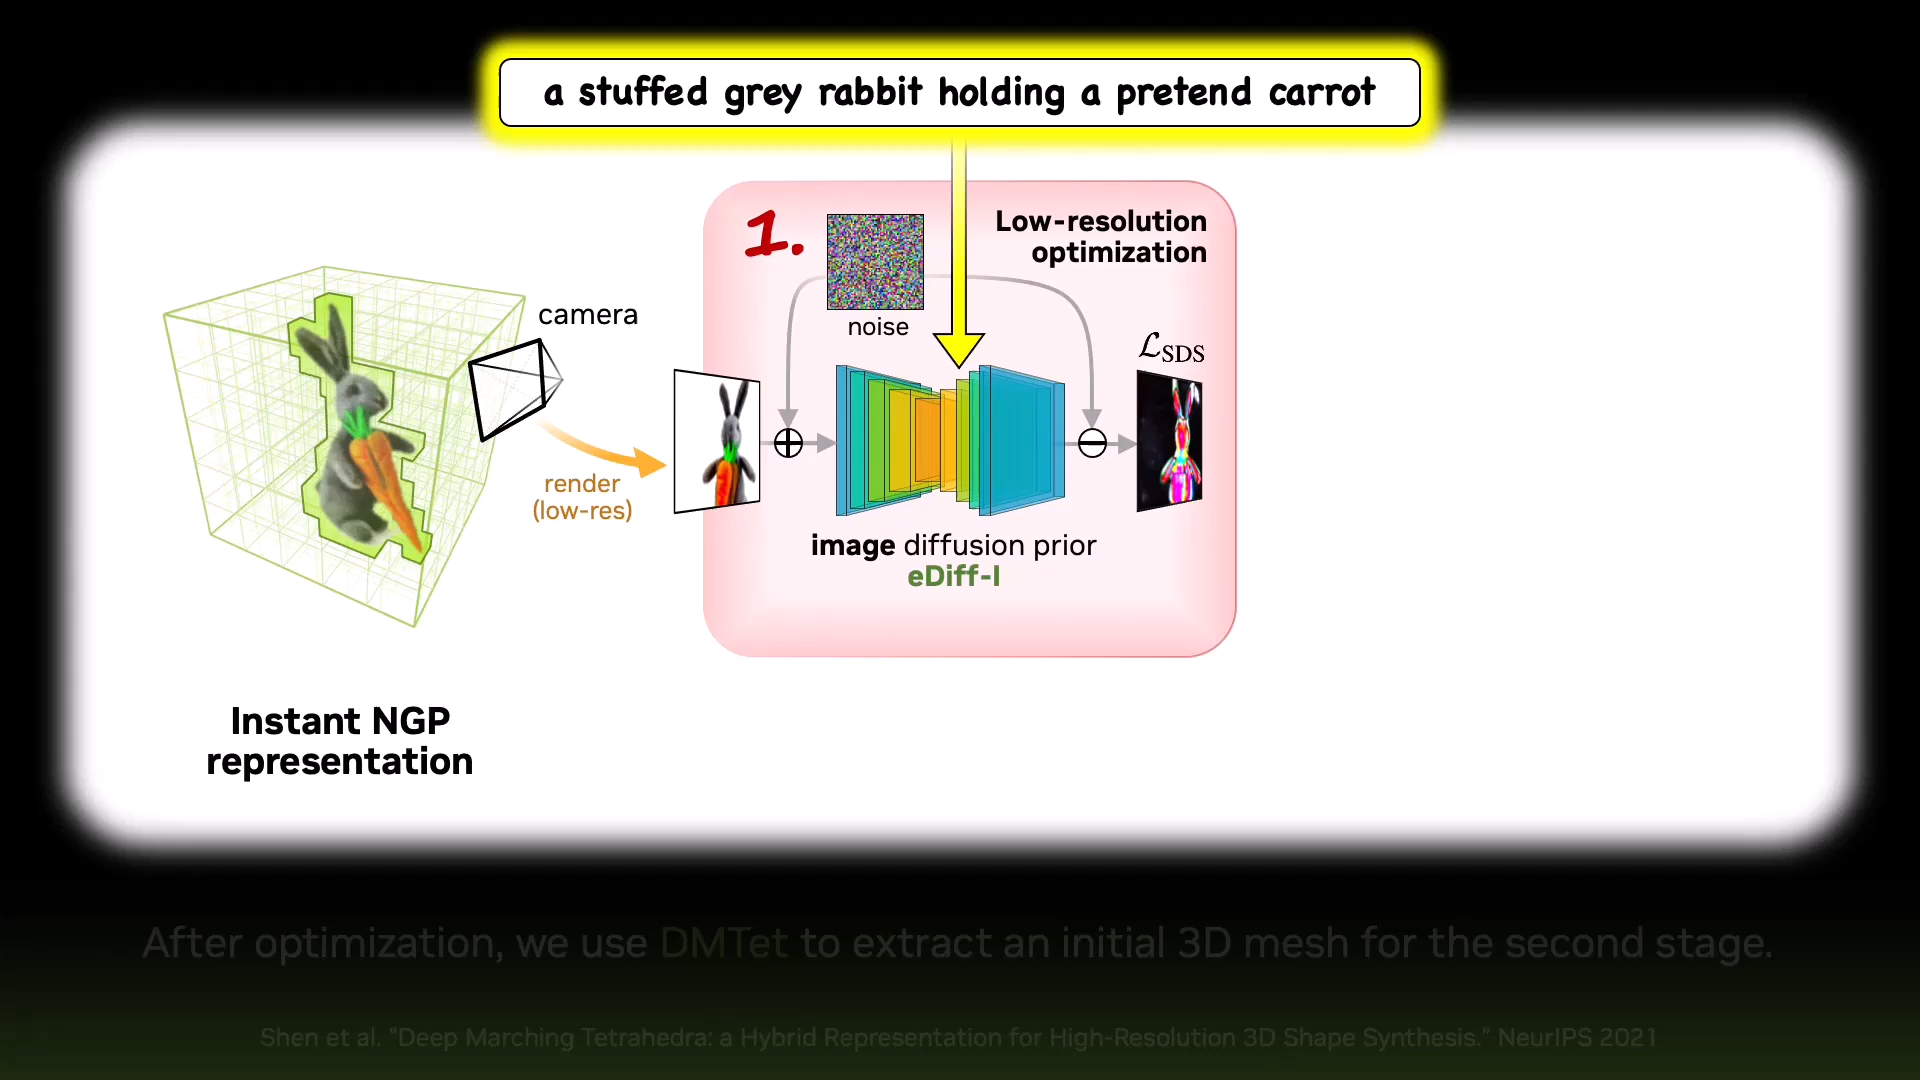 a stuffed grey rabbit holding a pretend carrot
1.
Low-resolution
optimization
noise
camera
ℒSDS
render
(low-res)
image diffusion prior
eDiff-I
Instant NGP
representation
After optimization, we use DMTet to extract an initial 3D mesh for the second stage.
Shen et al. "Deep Marching Tetrahedra: a Hybrid Representation for High-Resolution 3D Shape Synthesis." NeurIPS 2021